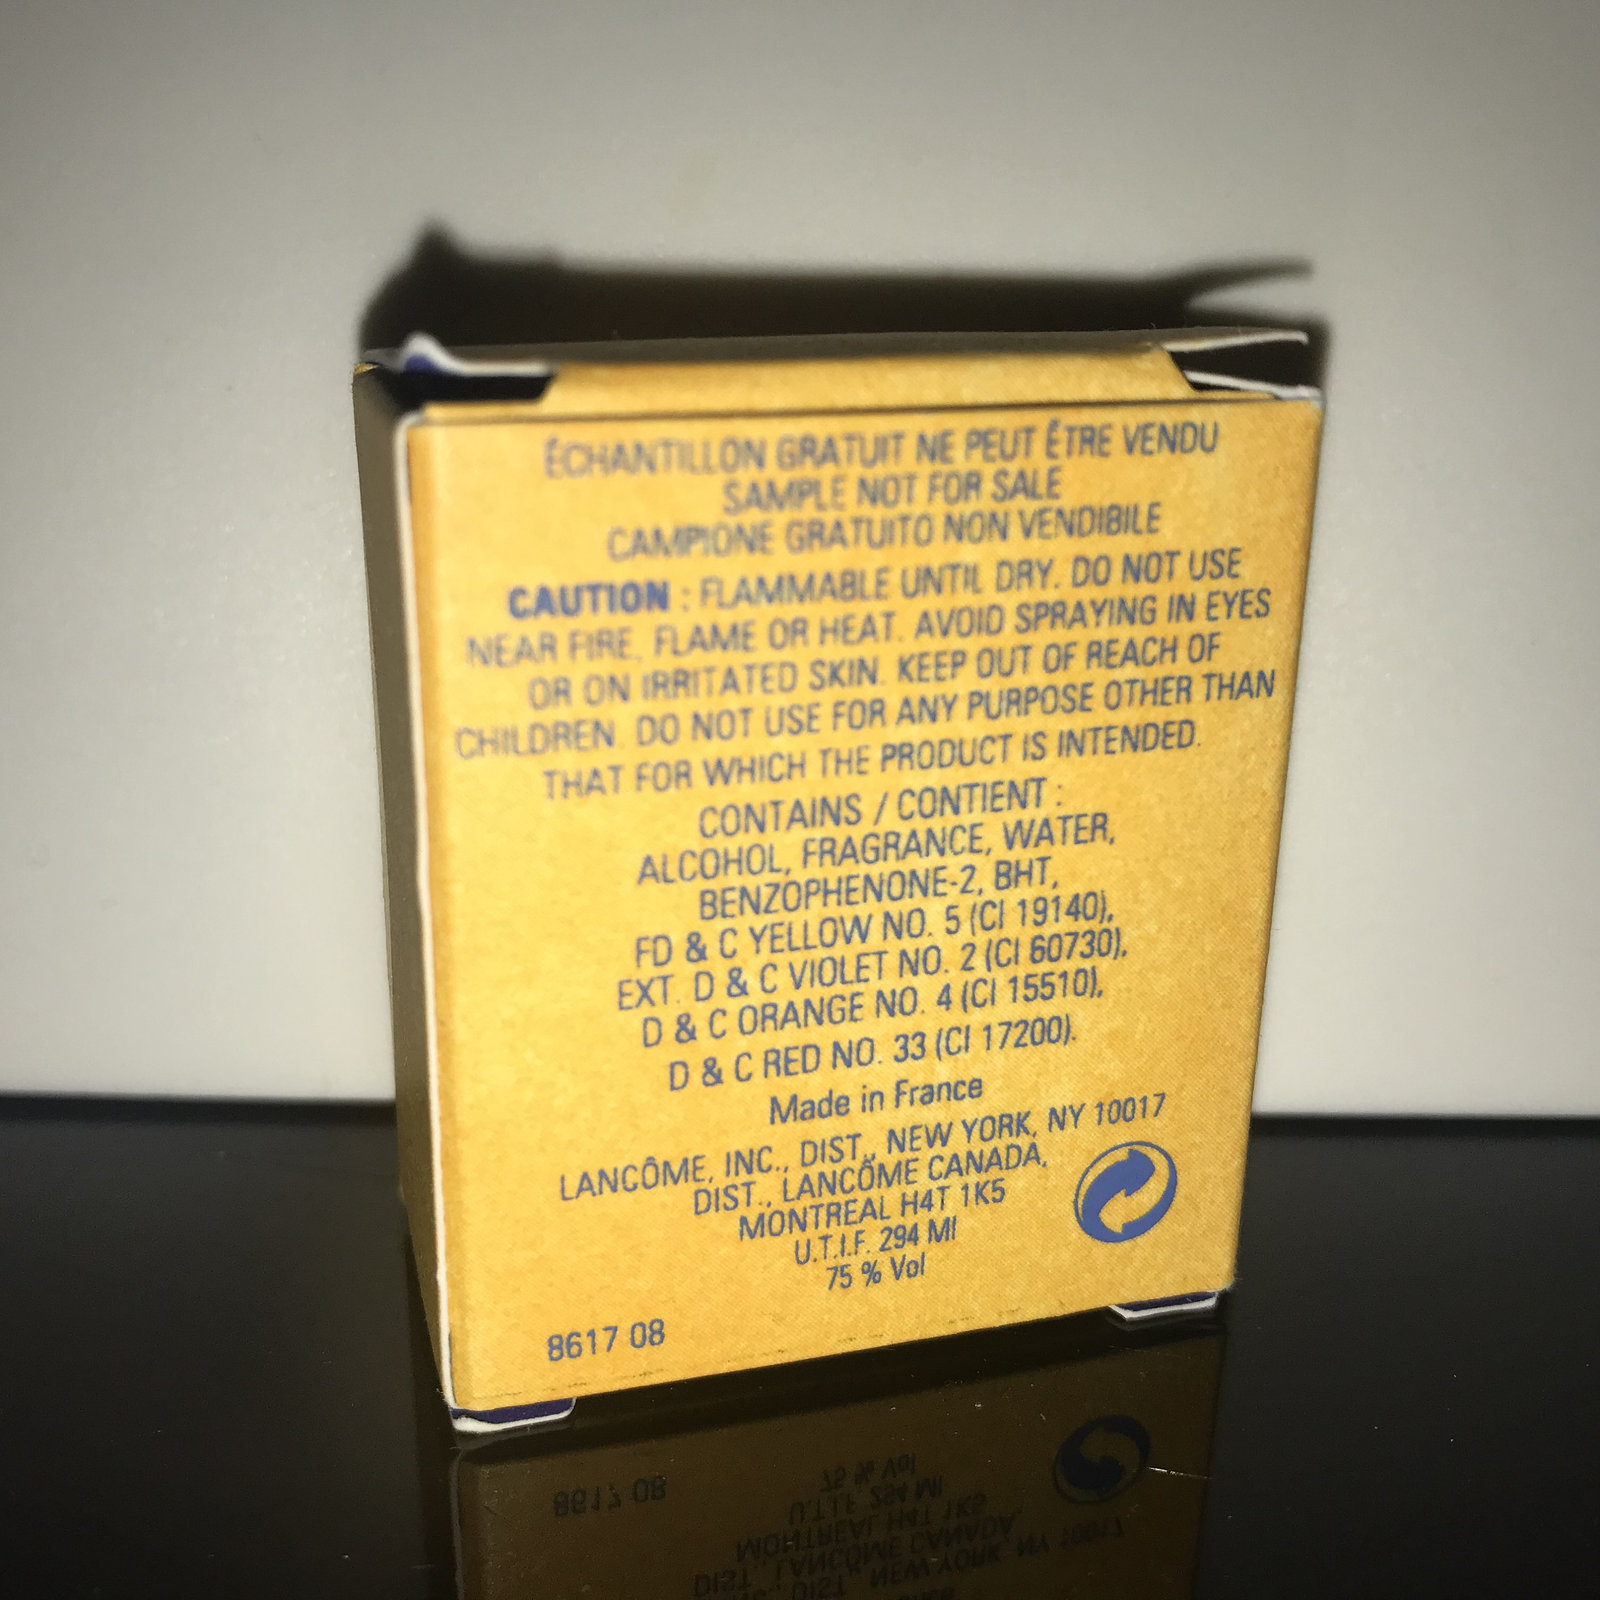 ÉCHANTILLON GRATUIT NE PEUT ÊTRE VENDU
SAMPLE NOT FOR SALE
CAMPIONE GRATUITO NON VENDIBILE
CAUTION : FLAMMABLE UNTIL DRY. DO NOT USE
NEAR FIRE, FLAME OR HEAT. AVOID SPRAYING IN EYES
OR ON IRRITATED SKIN. KEEP OUT OF REACH OF
CHILDREN. DO NOT USE FOR ANY PURPOSE OTHER THAN
THAT FOR WHICH THE PRODUCT IS INTENDED.
CONTAINS / CONTIENT :
ALCOHOL, FRAGRANCE, WATER,
BENZOPHENONE-2, BHT,
FD & C YELLOW NO. 5 (CI 19140),
EXT. D & C VIOLET NO. 2 (CI 60730),
D & C ORANGE NO. 4 (CI 15510),
D & C RED NO. 33 (CI 17200).
Made in France
LANCÔME, INC., DIST., NEW YORK, NY 10017
DIST., LANCÔME CANADA,
MONTREAL H4T 1K5
U.T.I.F. 294 MI
75 % Vol
8617 08